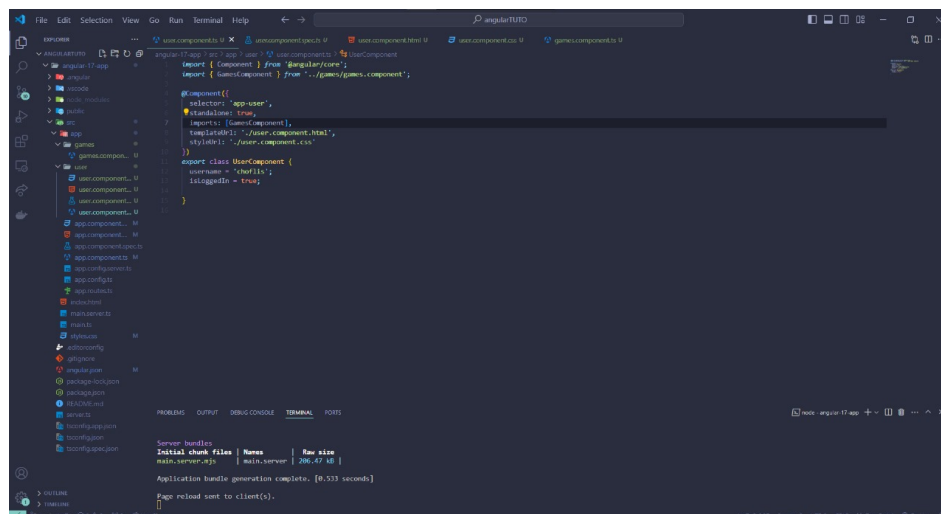 File Edit Selection View Go Run Terminal Help
angularTUTO
EXPLORER
user.component.ts U
user.component.spec.ts U
user.component.html U
user.component.css U
games.component.ts U
ANGULARTUTO
angular-17-app > src > app > user > user.component.ts > UserComponent
angular-17-app
angular
vscode
node_modules
public
src
app
games
games.compon... U
user
user.component... U
user.component... U
user.component... U
user.component... U
app.component... M
app.component... M
app.component.spec.ts
app.component.ts M
app.config.server.ts
app.config.ts
app.routes.ts
index.html
main.server.ts
main.ts
styles.css M
.editorconfig
.gitignore
angular.json M
package-lock.json
package.json
README.md
server.ts
tsconfig.app.json
tsconfig.json
tsconfig.spec.json
OUTLINE
TIMELINE
import { Component } from '@angular/core';
import { GamesComponent } from '../games/games.component';
@Component({
selector: 'app-user',
standalone: true,
imports: [GamesComponent],
templateUrl: './user.component.html',
styleUrl: './user.component.css'
})
export class UserComponent {
username = 'choflis';
isLoggedIn = true;
}
PROBLEMS OUTPUT DEBUG CONSOLE TERMINAL PORTS
node - angular-17-app
Server bundles
Initial chunk files | Names | Raw size
main.server.mjs | main.server | 206.47 kB |
Application bundle generation complete. [0.533 seconds]
Page reload sent to client(s).